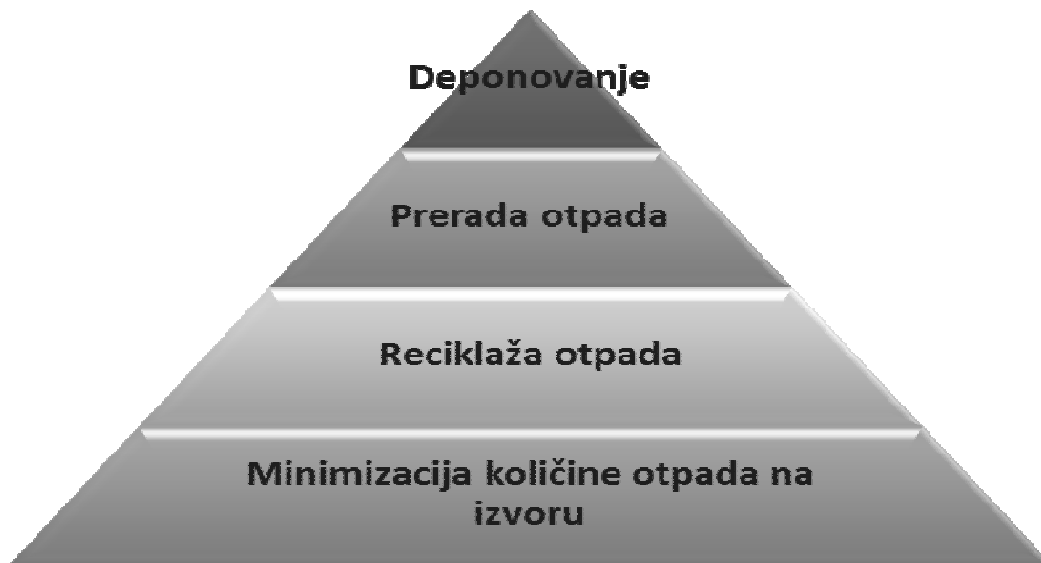 Deponovanje
Prerada otpada
Reciklaža otpada
Minimizacija količine otpada na
izvoru